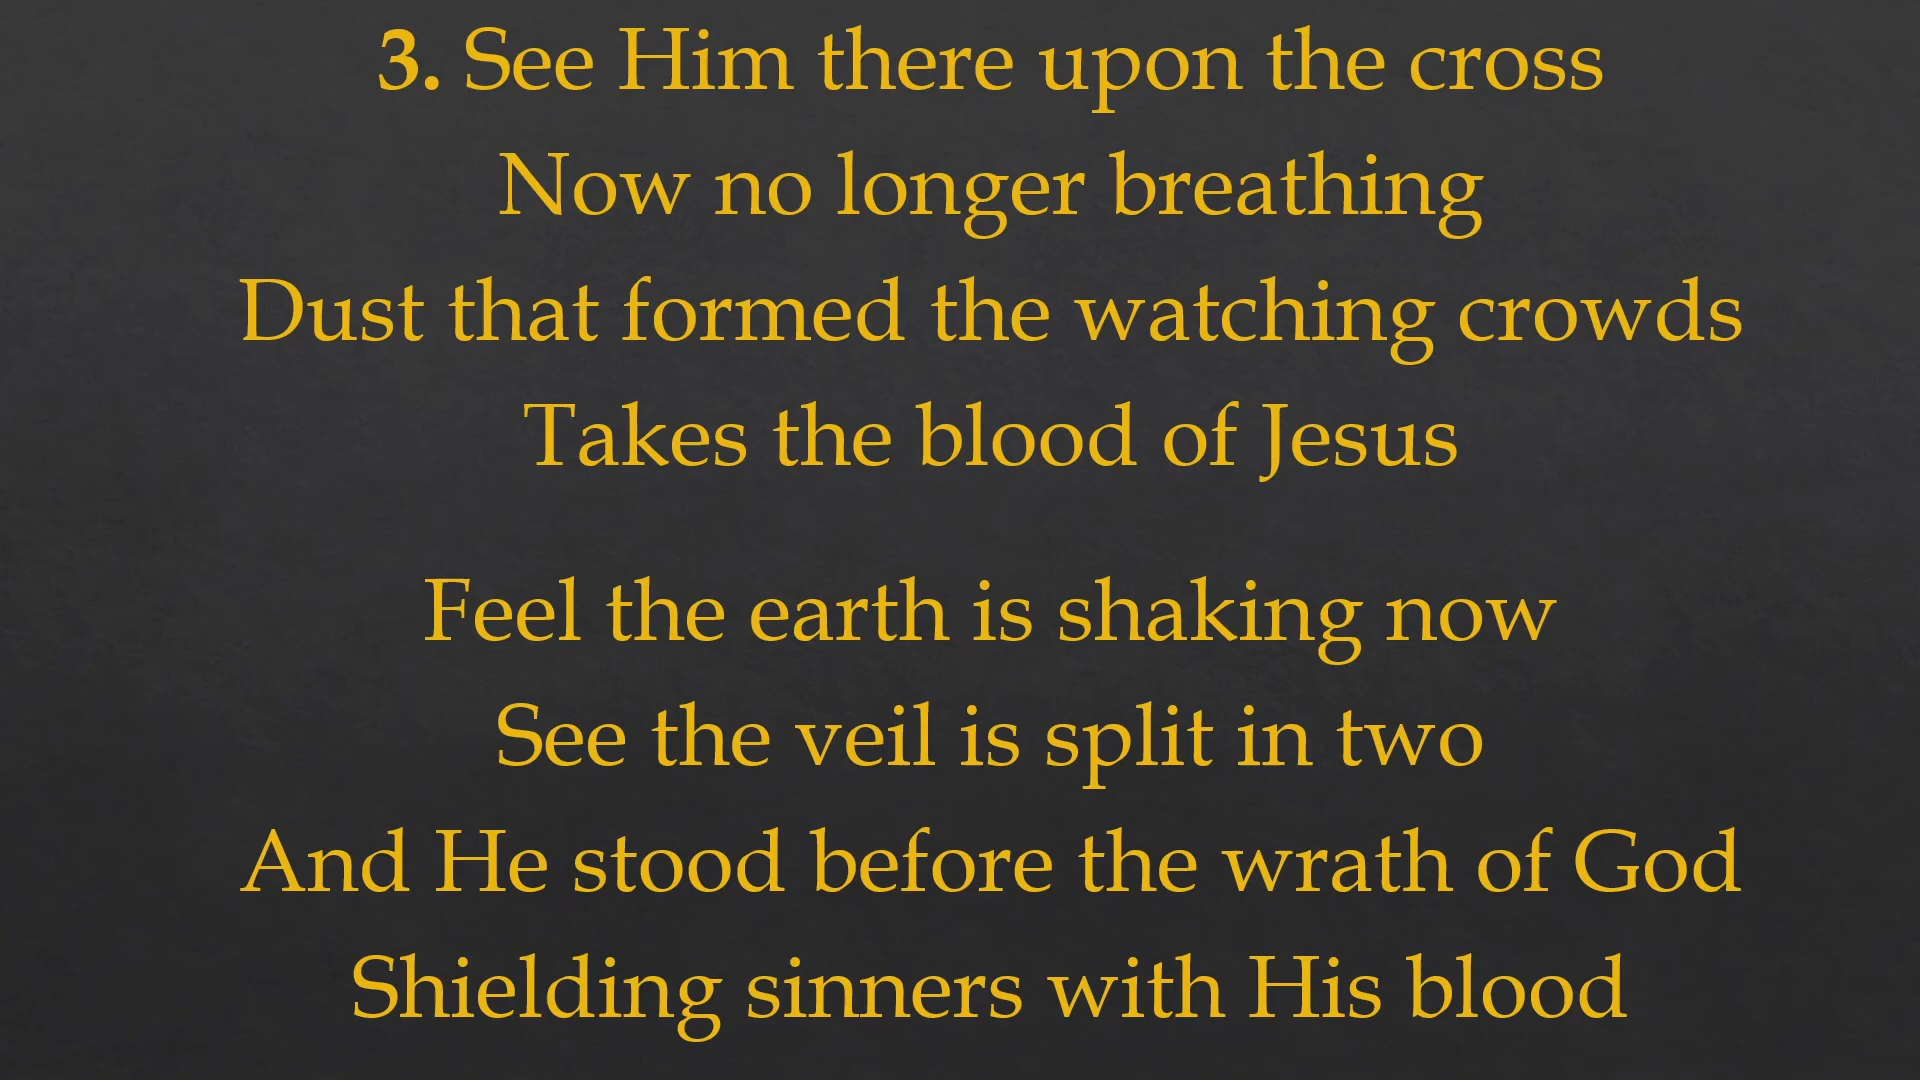 3. See Him there upon the cross
Now no longer breathing
Dust that formed the watching crowds
Takes the blood of Jesus
Feel the earth is shaking now
See the veil is split in two
And He stood before the wrath of God
Shielding sinners with His blood